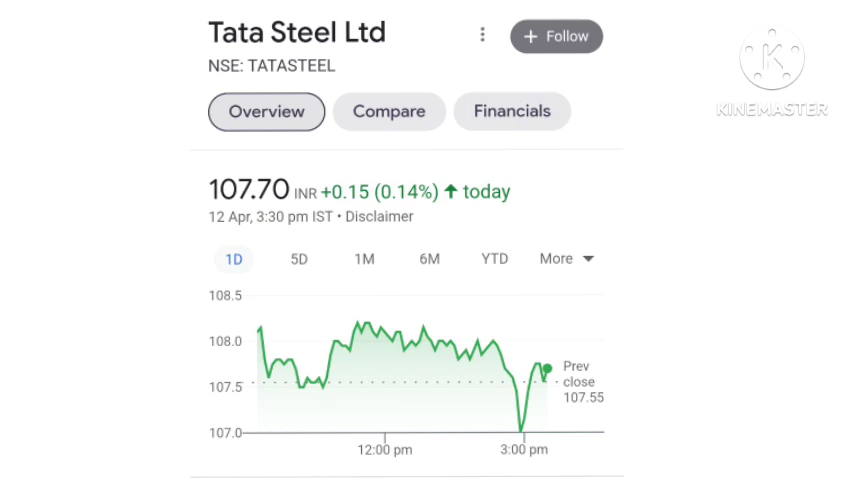 Tata Steel Ltd
+ Follow
NSE: TATASTEEL
Overview
Compare
Financials
107.70 INR +0.15 (0.14%) ↑ today
12 Apr, 3:30 pm IST • Disclaimer
1D 5D 1M 6M YTD More
108.5
108.0
107.5
107.0
Prev
close
107.55
12:00 pm 3:00 pm
K
KINEMASTER